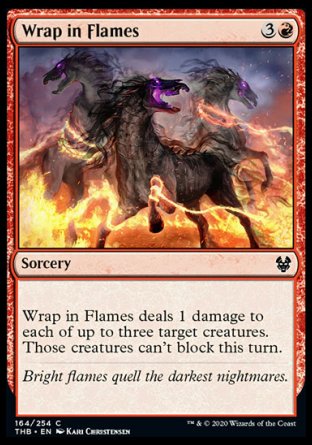 Wrap in Flames 3
Sorcery
Wrap in Flames deals 1 damage to
each of up to three target creatures.
Those creatures can't block this turn.
Bright flames quell the darkest nightmares.
164/254 C
THB • EN Kari Christensen ™ & © 2020 Wizards of the Coast